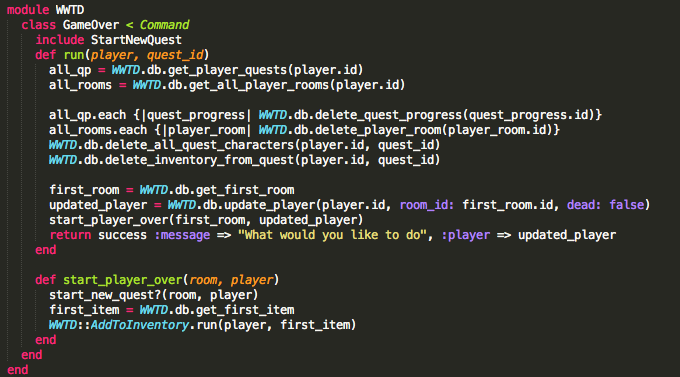 module WWTD
  class GameOver < Command
    include StartNewQuest
    def run(player, quest_id)
      all_qp = WWTD.db.get_player_quests(player.id)
      all_rooms = WWTD.db.get_all_player_rooms(player.id)

      all_qp.each {|quest_progress| WWTD.db.delete_quest_progress(quest_progress.id)}
      all_rooms.each {|player_room| WWTD.db.delete_player_room(player_room.id)}
      WWTD.db.delete_all_quest_characters(player.id, quest_id)
      WWTD.db.delete_inventory_from_quest(player.id, quest_id)

      first_room = WWTD.db.get_first_room
      updated_player = WWTD.db.update_player(player.id, room_id: first_room.id, dead: false)
      start_player_over(first_room, updated_player)
      return success :message => "What would you like to do", :player => updated_player
    end

    def start_player_over(room, player)
      start_new_quest?(room, player)
      first_item = WWTD.db.get_first_item
      WWTD::AddToInventory.run(player, first_item)
    end
  end
end